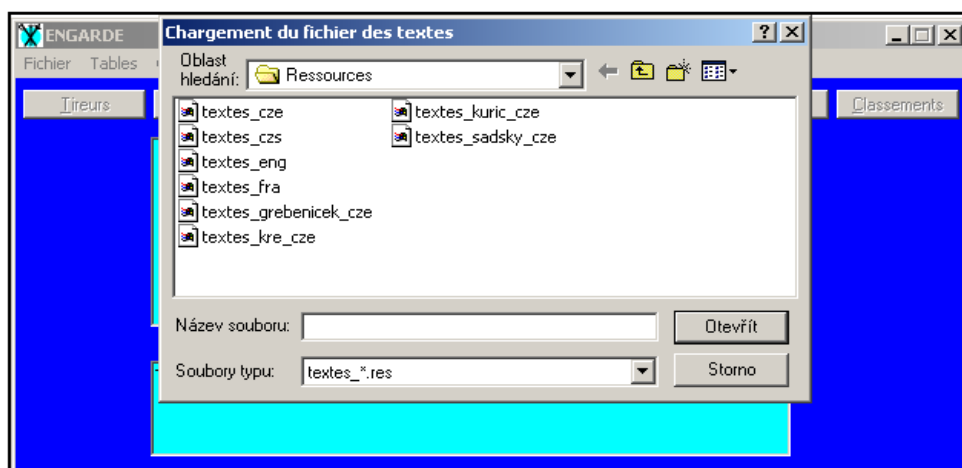 ENGARDE
Fichier Tables
Tireurs
Classements
Chargement du fichier des textes
Oblast
hledání:
Ressources
textes_cze
textes_czs
textes_eng
textes_fra
textes_grebenicek_cze
textes_kre_cze
textes_kuric_cze
textes_sadsky_cze
Název souboru:
Otevřít
Soubory typu:
textes_*.res
Storno